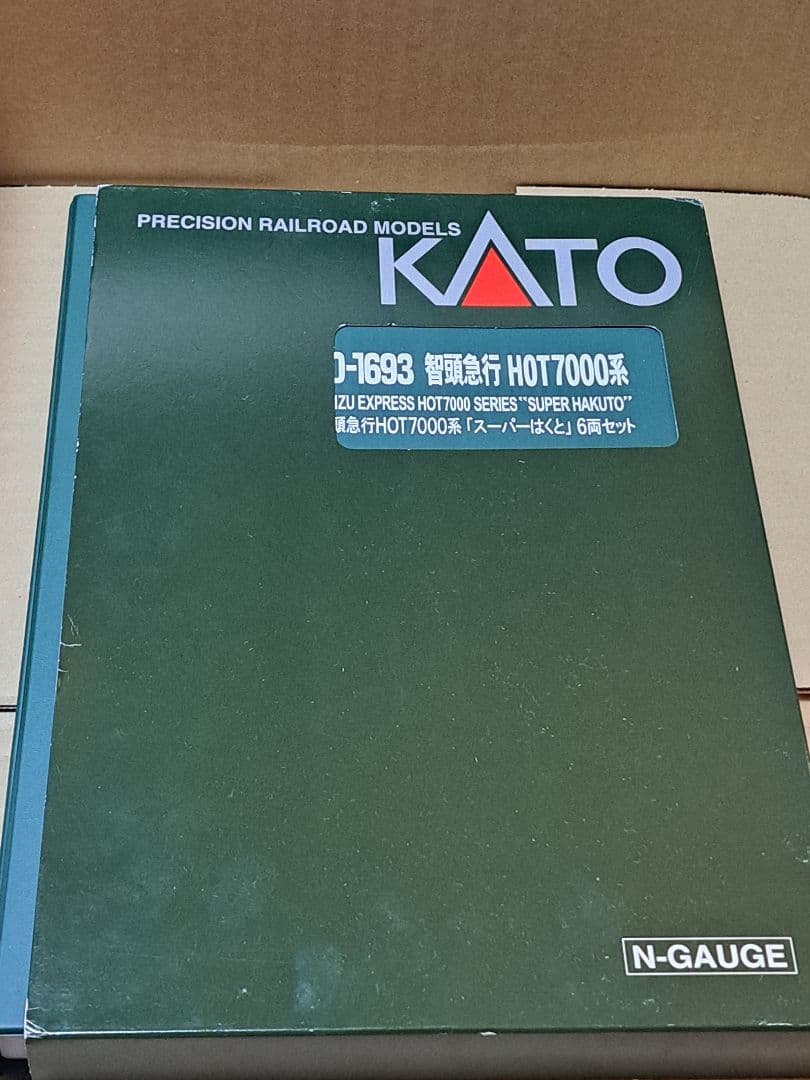 PRECISION RAILROAD MODELS
KATO
0-1693 智頭急行 HOT7000系
IZU EXPRESS HOT7000 SERIES "SUPER HAKUTO"
頭急行HOT7000系「スーパーはくと」6両セット
N-GAUGE